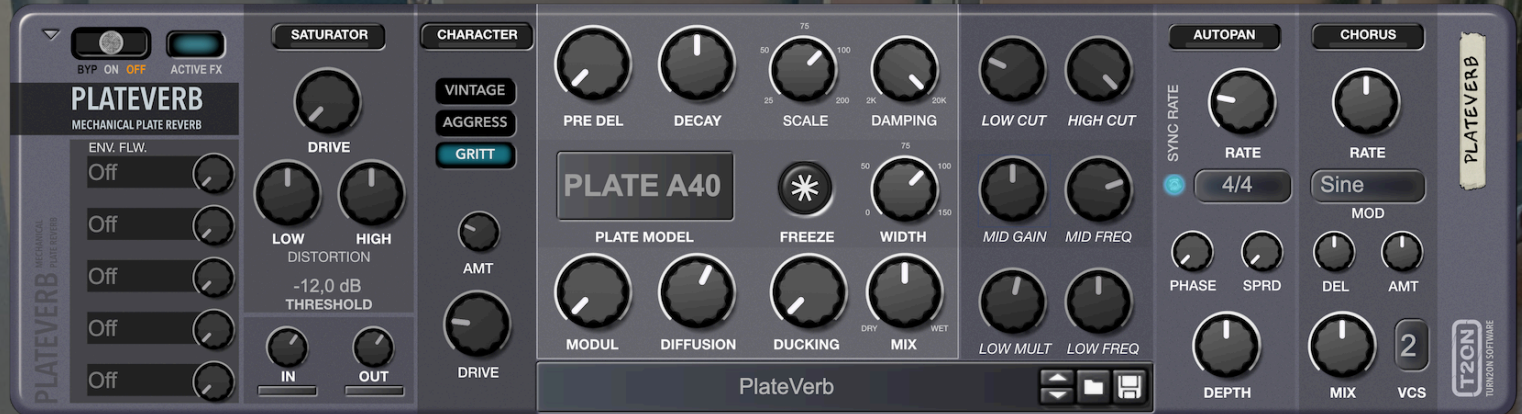 BYP ON OFF
ACTIVE FX
PLATEVERB
MECHANICAL PLATE REVERB
ENV. FLW.
Off
Off
Off
Off
Off
PLATEVERB
MECHANICAL
PLATE REVERB
SATURATOR
DRIVE
LOW
HIGH
DISTORTION
-12,0 dB
THRESHOLD
IN
OUT
CHARACTER
VINTAGE
AGGRESS
GRITT
AMT
DRIVE
PRE DEL
DECAY
25
50
75
100
200
SCALE
2K
20K
DAMPING
PLATE A40
PLATE MODEL
FREEZE
0
50
75
100
150
WIDTH
MODUL
DIFFUSION
DUCKING
DRY
WET
MIX
PlateVerb
LOW CUT
HIGH CUT
MID GAIN
MID FREQ
LOW MULT
LOW FREQ
AUTOPAN
SYNC RATE
RATE
4/4
PHASE
SPRD
DEPTH
CHORUS
RATE
Sine
MOD
DEL
AMT
MIX
2
VCS
PLATEVERB
T2ON
TURN2ON SOFTWARE